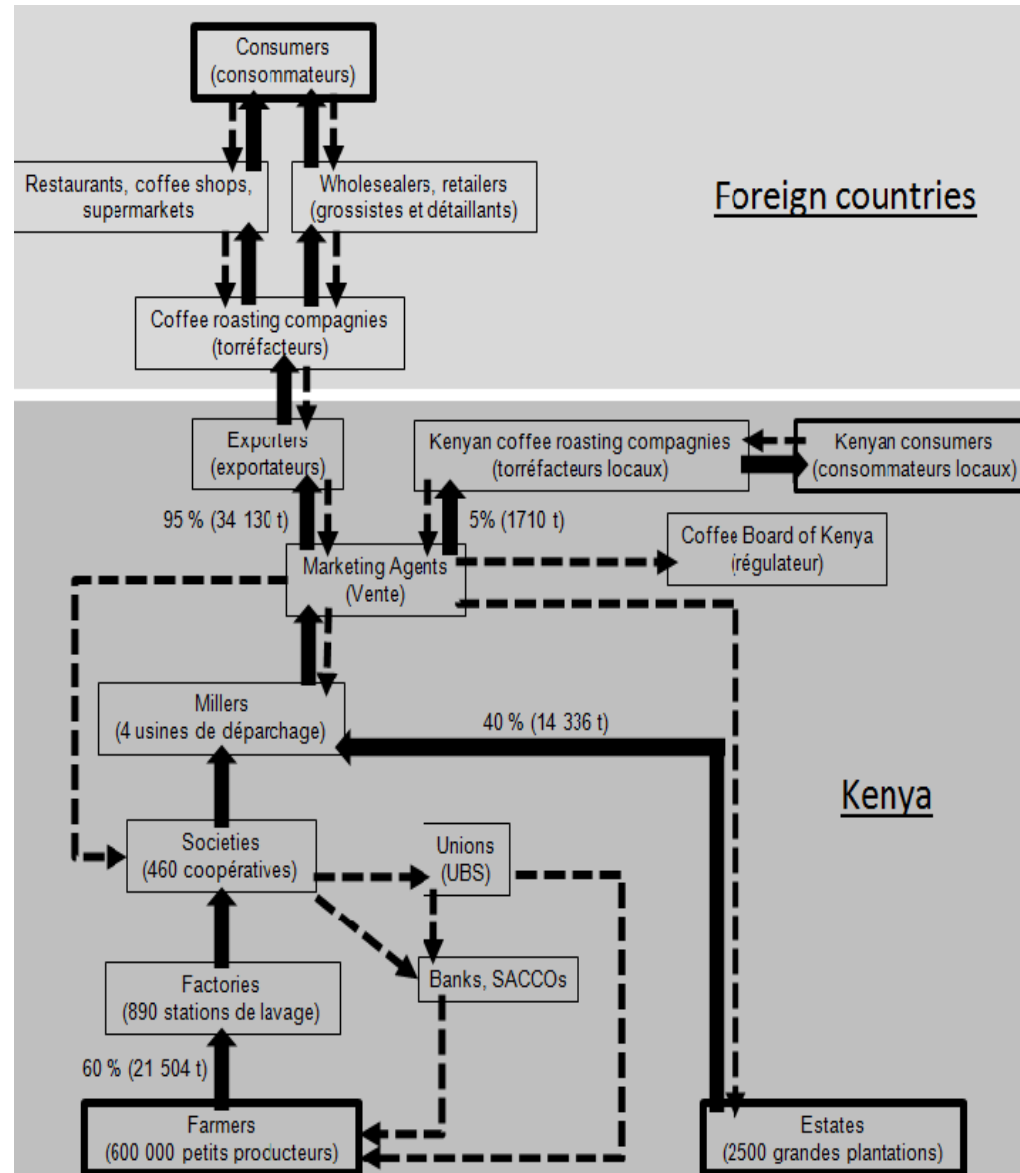 Consumers
(consommateurs)
Restaurants, coffee shops,
supermarkets
Wholesealers, retailers
(grossistes et détaillants)
Foreign countries
Coffee roasting compagnies
(torréfacteurs)
Exporters
(exportateurs)
Kenyan coffee roasting compagnies
(torréfacteurs locaux)
Kenyan consumers
(consommateurs locaux)
95 % (34 130 t)
5% (1710 t)
Coffee Board of Kenya
(régulateur)
Marketing Agents
(Vente)
Millers
(4 usines de déparchage)
40 % (14 336 t)
Kenya
Societies
(460 coopératives)
Unions
(UBS)
Factories
(890 stations de lavage)
Banks, SACCOs
60 % (21 504 t)
Farmers
(600 000 petits producteurs)
Estates
(2500 grandes plantations)